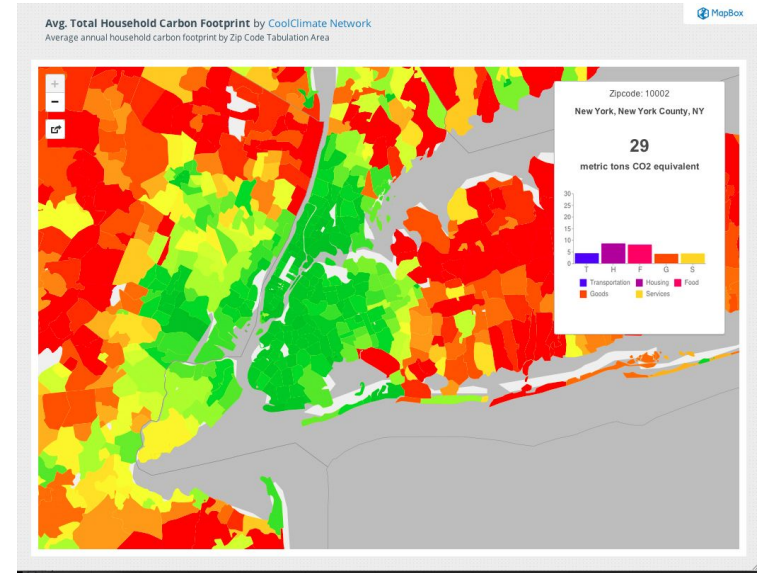 Avg. Total Household Carbon Footprint by CoolClimate Network
Average annual household carbon footprint by Zip Code Tabulation Area
MapBox
+
-
Zipcode: 10002
New York, New York County, NY
29
metric tons CO2 equivalent
30
25
20
15
10
5
0
T H F G S
Transportation Housing Food
Goods Services